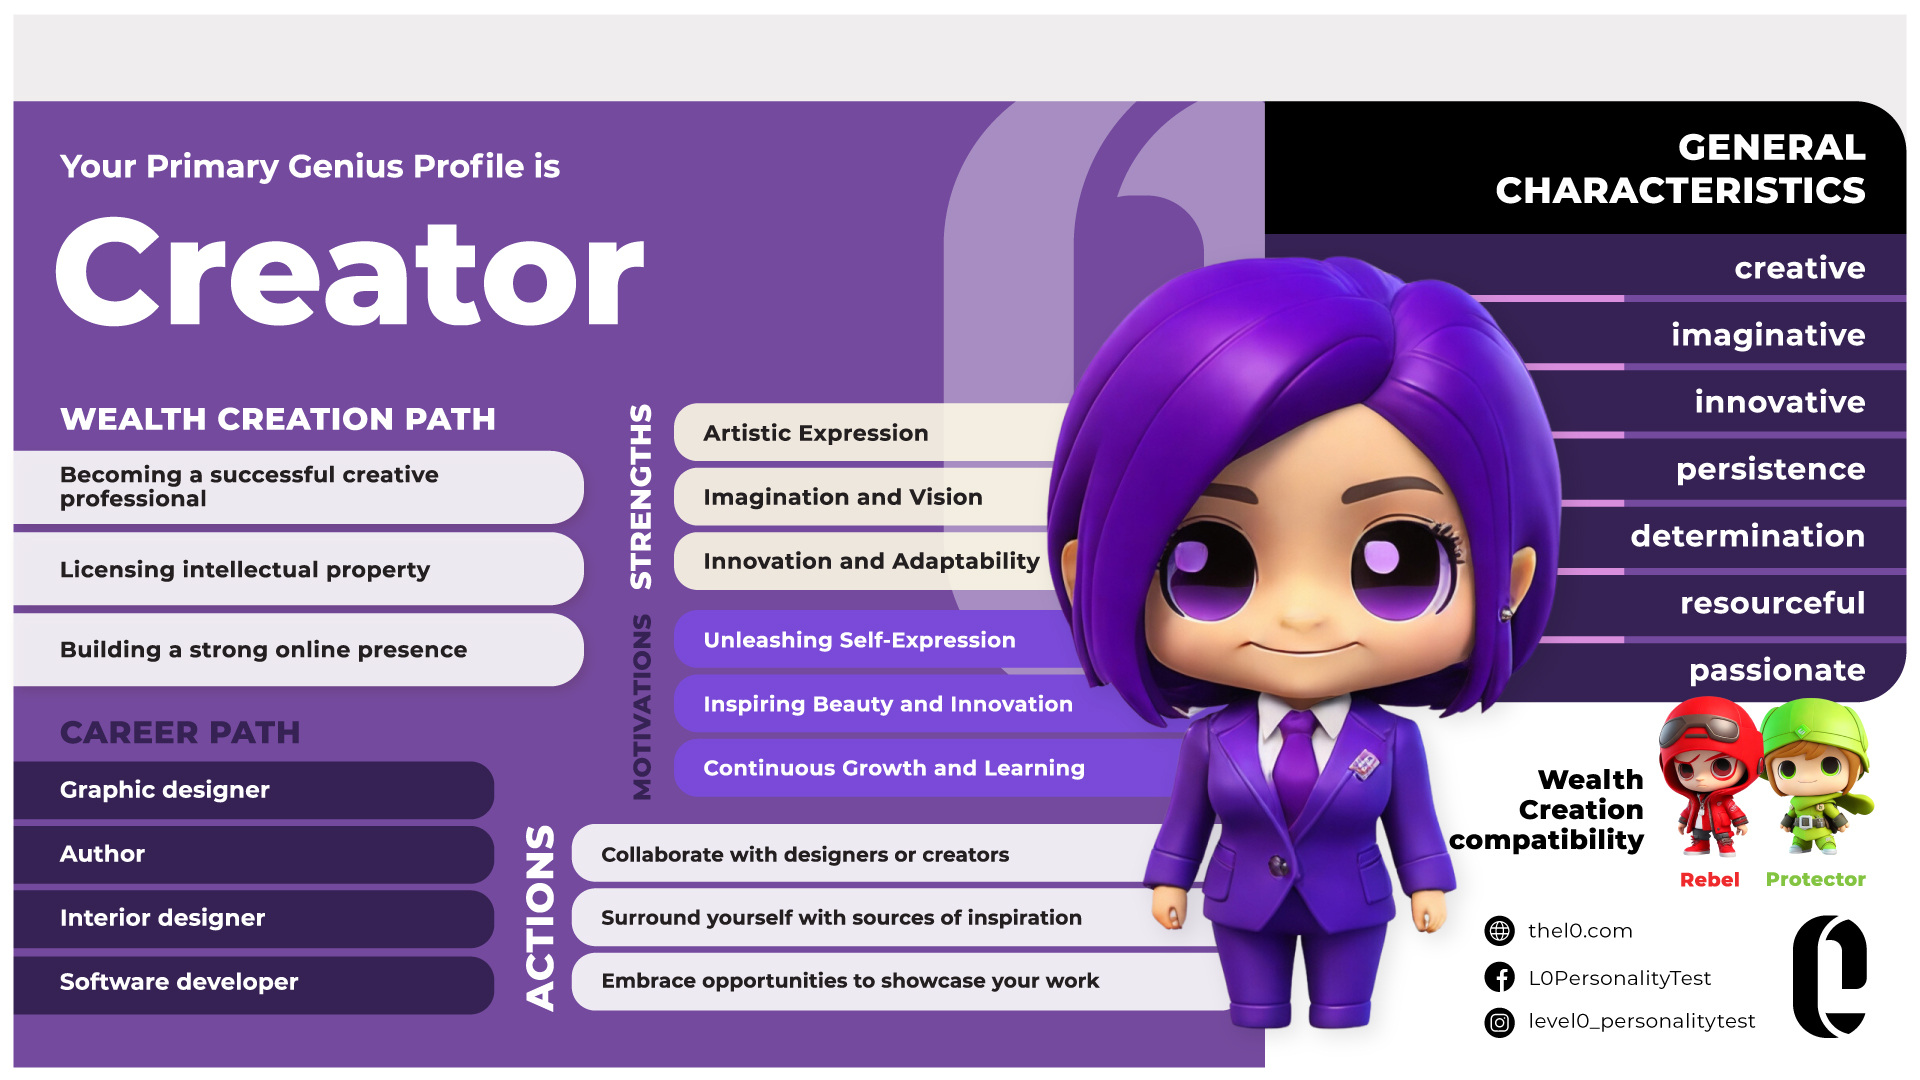 Your Primary Genius Profile is
Creator
WEALTH CREATION PATH
Becoming a successful creative
professional
Licensing intellectual property
Building a strong online presence
CAREER PATH
Graphic designer
Author
Interior designer
Software developer
STRENGTHS
Artistic Expression
Imagination and Vision
Innovation and Adaptability
MOTIVATIONS
Unleashing Self-Expression
Inspiring Beauty and Innovation
Continuous Growth and Learning
ACTIONS
Collaborate with designers or creators
Surround yourself with sources of inspiration
Embrace opportunities to showcase your work
GENERAL
CHARACTERISTICS
creative
imaginative
innovative
persistence
determination
resourceful
passionate
Wealth
Creation
compatibility
Rebel
Protector
thel0.com
L0PersonalityTest
level0_personalitytest